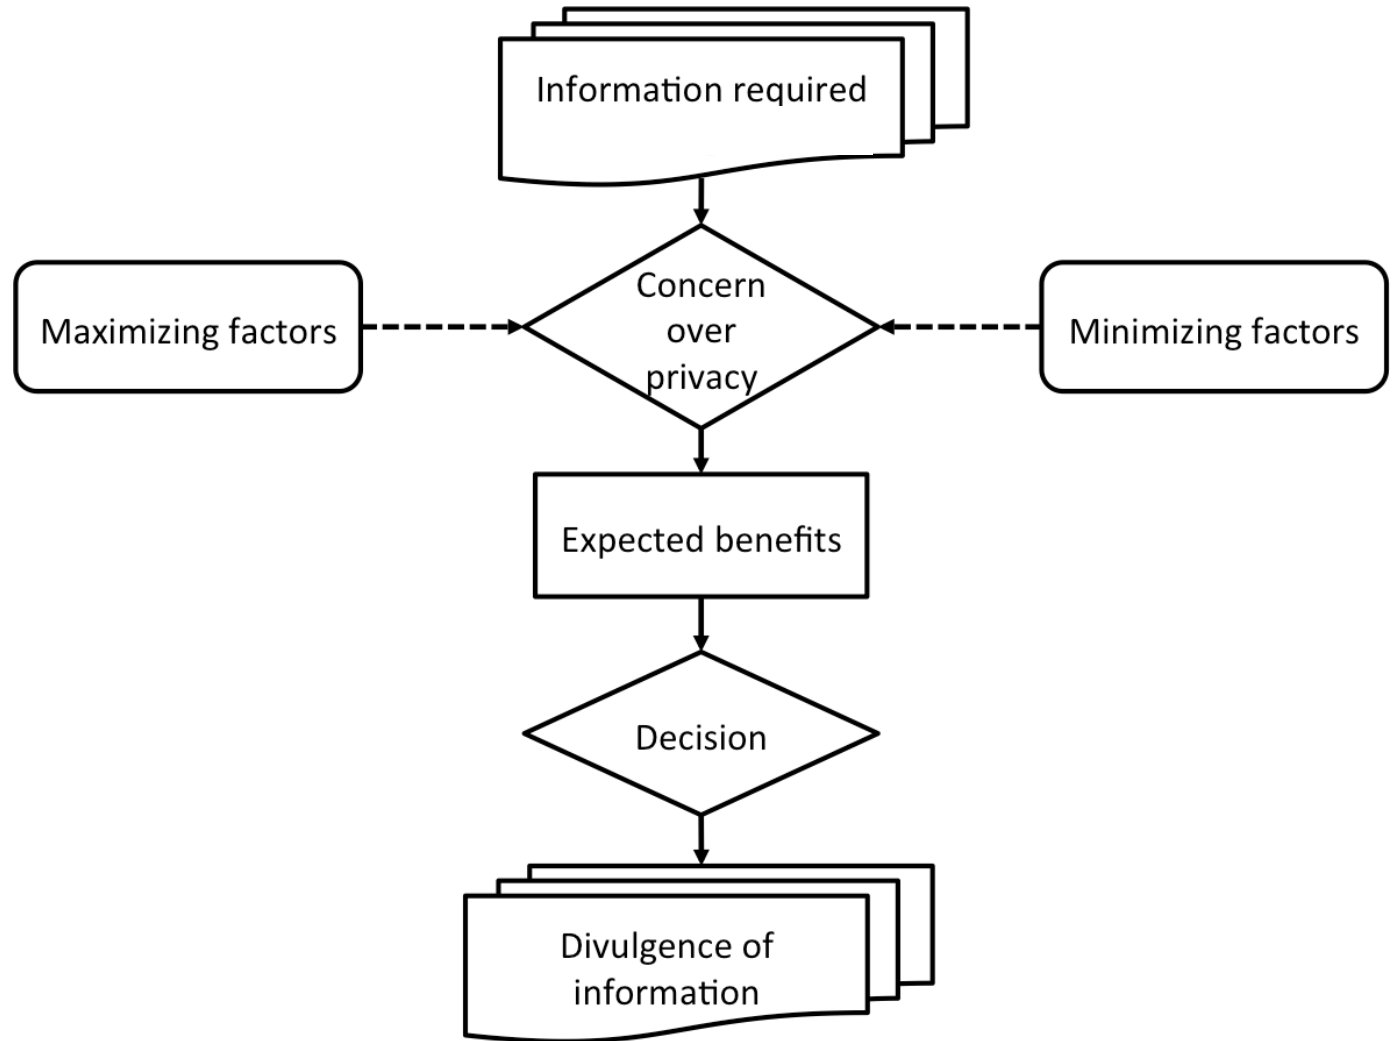 Information required
Concern
over
privacy
Maximizing factors
Minimizing factors
Expected benefits
Decision
Divulgence of
information